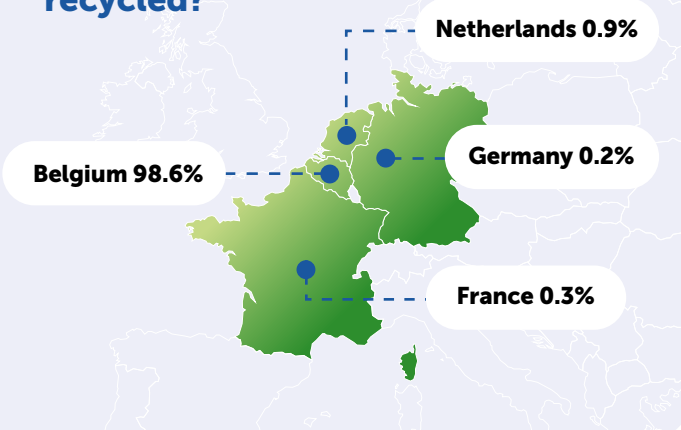 recycled?
Netherlands 0.9%
Germany 0.2%
Belgium 98.6%
France 0.3%